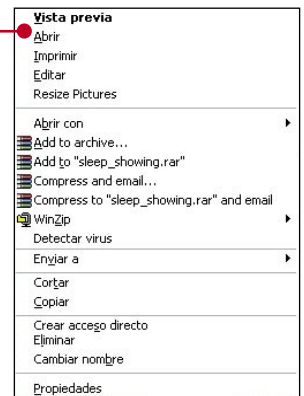 Vista previa
Abrir
Imprimir
Editar
Resize Pictures
Abrir con
Add to archive...
Add to "sleep_showing.rar"
Compress and email...
Compress to "sleep_showing.rar" and email
WinZip
Detectar virus
Enviar a
Cortar
Copiar
Crear acceso directo
Eliminar
Cambiar nombre
Propiedades